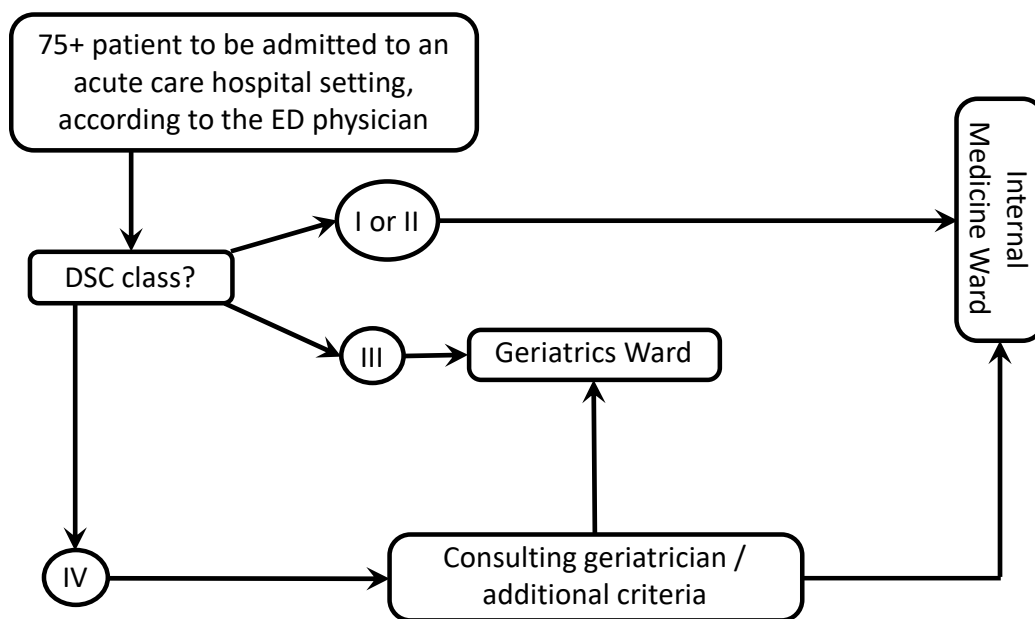 75+ patient to be admitted to an
acute care hospital setting,
according to the ED physician
I or II
Internal
Medicine Ward
DSC class?
III
Geriatrics Ward
IV
Consulting geriatrician /
additional criteria